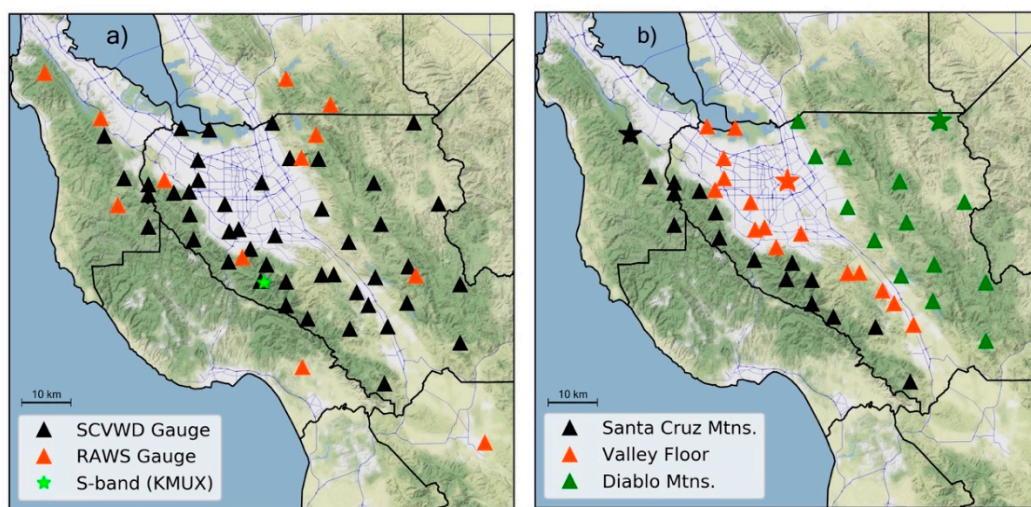 a)
10 km
SCVWD Gauge
RAWS Gauge
S-band (KMUX)
b)
10 km
Santa Cruz Mtns.
Valley Floor
Diablo Mtns.